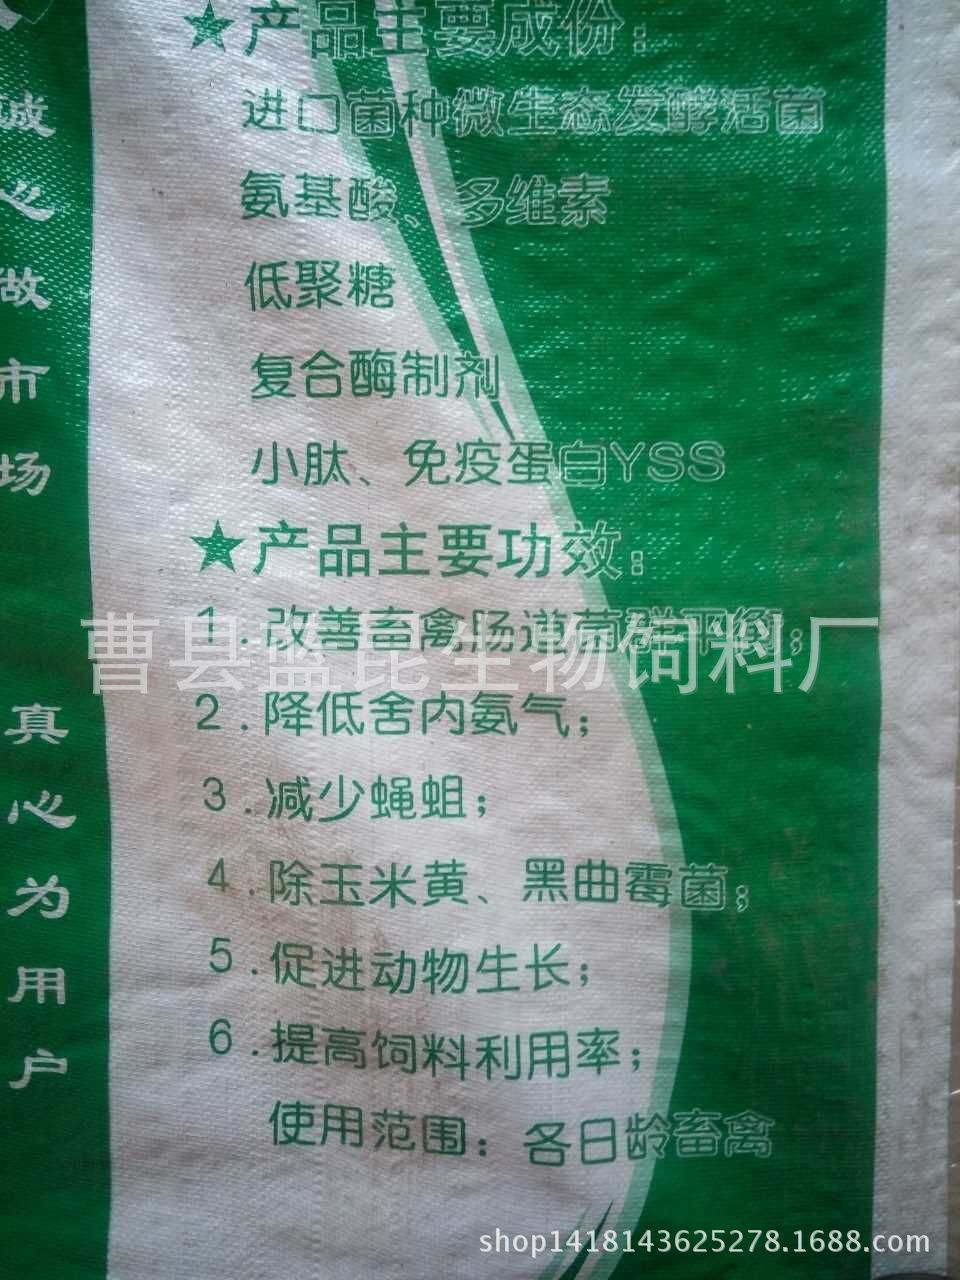 ★产品主要成份：
进口菌种微生态发酵活菌
氨基酸、多维素
低聚糖
复合酶制剂
小肽、免疫蛋白YSS
★产品主要功效：
1.改善畜禽肠道菌群平衡；
2.降低舍内氨气；
3.减少蝇蛆；
4.除玉米黄、黑曲霉菌；
5.促进动物生长；
6.提高饲料利用率；
使用范围：各日龄畜禽
诚心做市场
真心为用户
曹县蓝昆生物饲料厂
shop1418143625278.1688.com